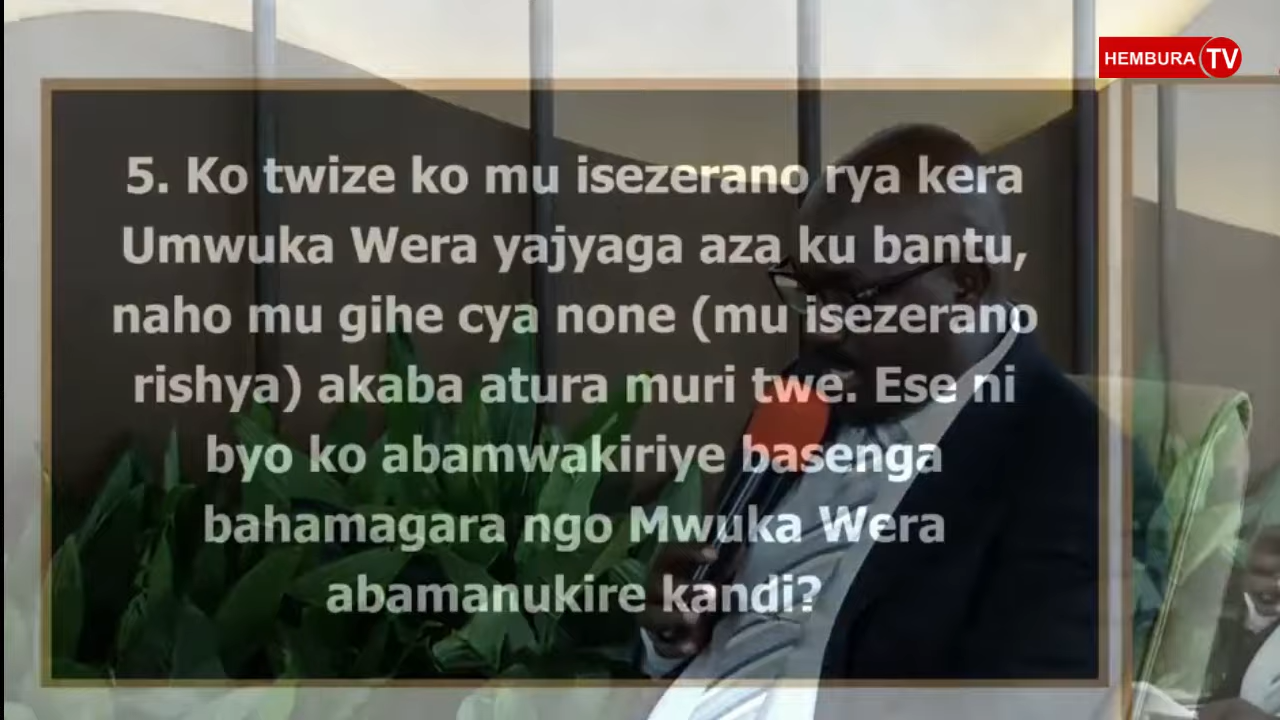 HEMBURA TV
5. Ko twize ko mu isezerano rya kera
Umwuka Wera yajyaga aza ku bantu,
naho mu gihe cya none (mu isezerano
rishya) akaba atura muri twe. Ese ni
byo ko abamwakiriye basenga
bahamagara ngo Mwuka Wera
abamanukire kandi?